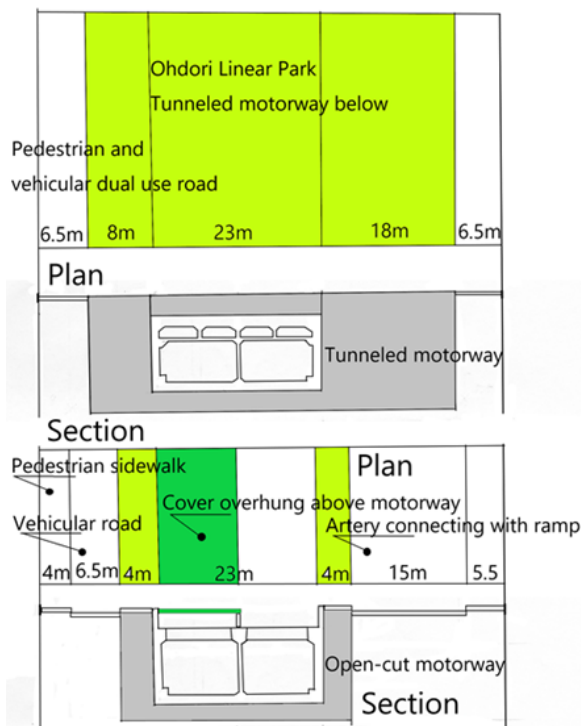 Ohdori Linear Park
Tunneled motorway below
Pedestrian and
vehicular dual use road
6.5m 8m 23m 18m 6.5m
Plan
Tunneled motorway
Section
Plan
Pedestrian sidewalk
Cover overhung above motorway
Vehicular road
Artery connecting with ramp
4m 6.5m 4m 23m 4m 15m 5.5
Open-cut motorway
Section